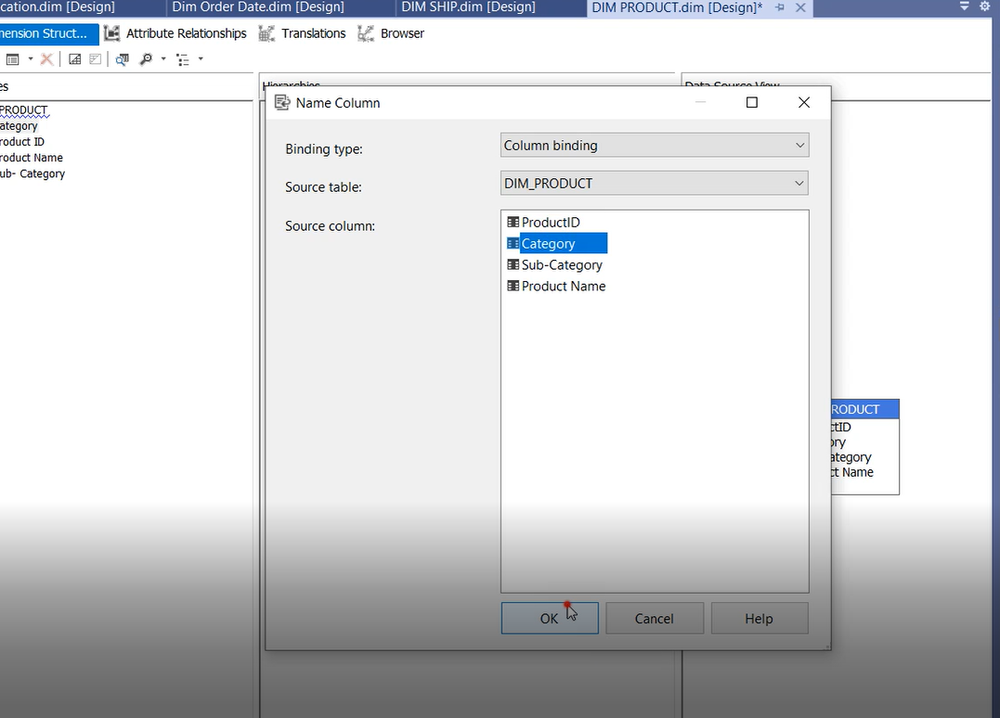 cation.dim [Design]
Dim Order Date.dim [Design]
DIM SHIP.dim [Design]
DIM PRODUCT.dim [Design]*
ension Struct...
Attribute Relationships
Translations
Browser
es
Hierarchies
Data Source View
PRODUCT
ategory
roduct ID
roduct Name
ub- Category
Name Column
Binding type:
Column binding
Source table:
DIM_PRODUCT
Source column:
ProductID
Category
Sub-Category
Product Name
RODUCT
ctID
ory
ategory
ct Name
OK
Cancel
Help